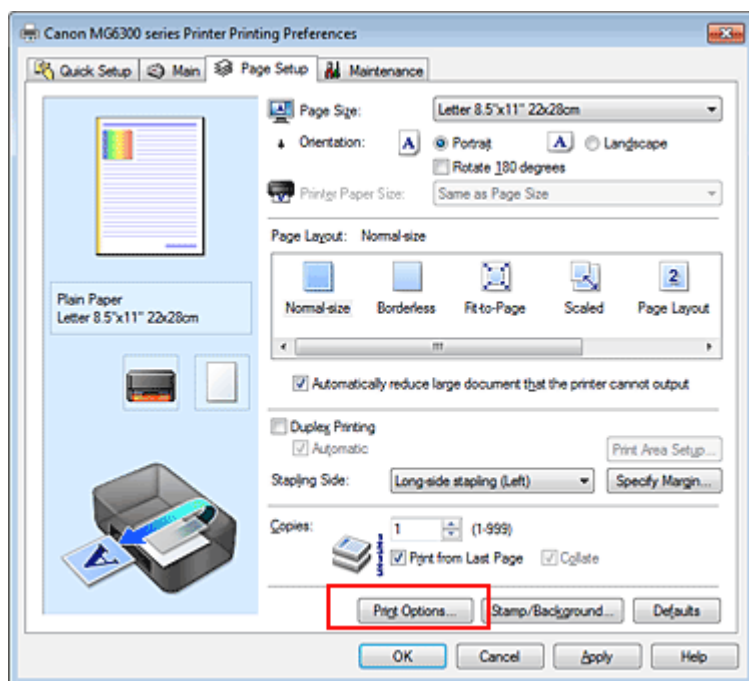 Canon MG6300 series Printer Printing Preferences
Quick Setup Main Page Setup Maintenance
Page Size: Letter 8.5"x11" 22x28cm
Orientation: A Portrait A Landscape
Rotate 180 degrees
Printer Paper Size: Same as Page Size
Page Layout: Normal-size
2
Normal-size Borderless Fit-to-Page Scaled Page Layout
Plain Paper
Letter 8.5"x11" 22x28cm
Automatically reduce large document that the printer cannot output
Duplex Printing
Automatic
Print Area Setup...
Stapling Side: Long-side stapling (Left) Specify Margin...
Copies: 1 (1-999)
Print from Last Page Collate
A
Print Options... Stamp/Background... Defaults
OK Cancel Apply Help